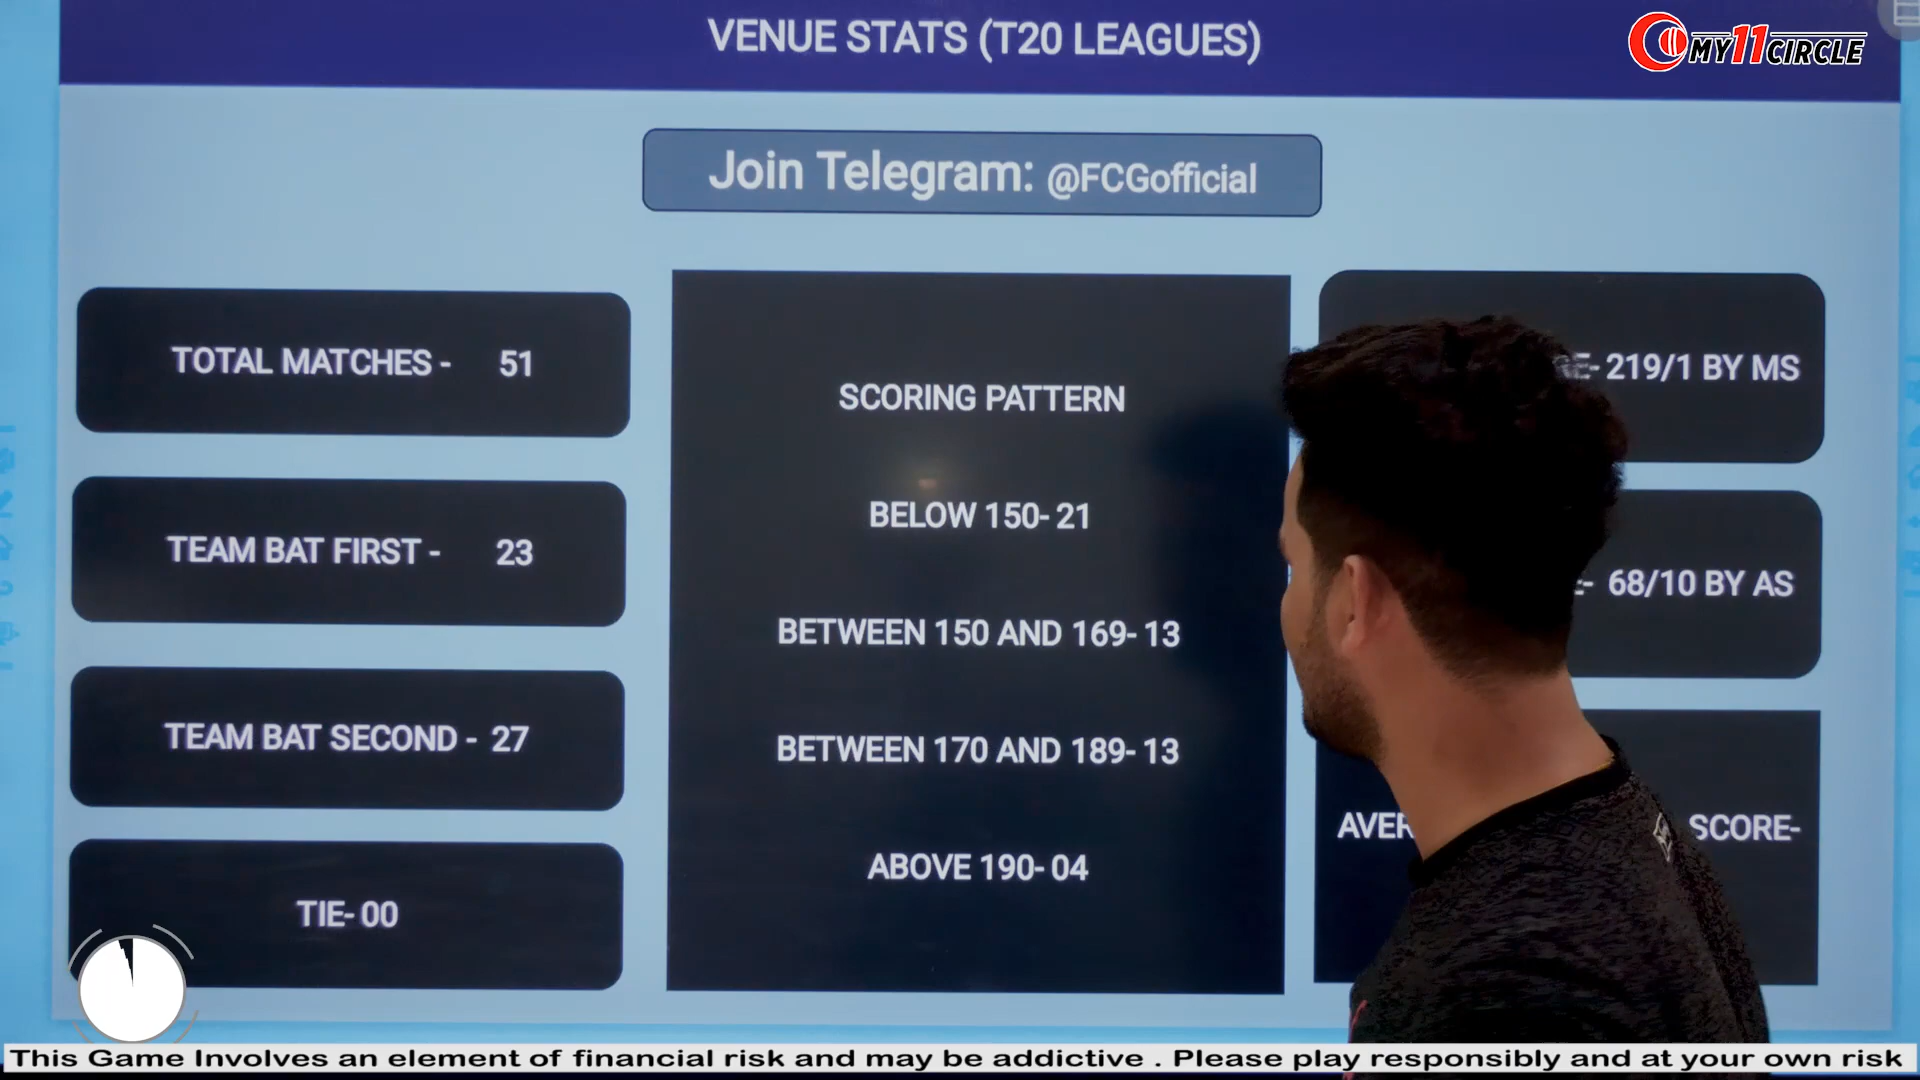 VENUE STATS (T20 LEAGUES)
MY11CIRCLE
Join Telegram: @FCGofficial
TOTAL MATCHES - 51
TEAM BAT FIRST - 23
TEAM BAT SECOND - 27
TIE- 00
SCORING PATTERN
BELOW 150- 21
BETWEEN 150 AND 169- 13
BETWEEN 170 AND 189- 13
ABOVE 190- 04
219/1 BY MS
68/10 BY AS
SCORE-
This Game Involves an element of financial risk and may be addictive . Please play responsibly and at your own risk